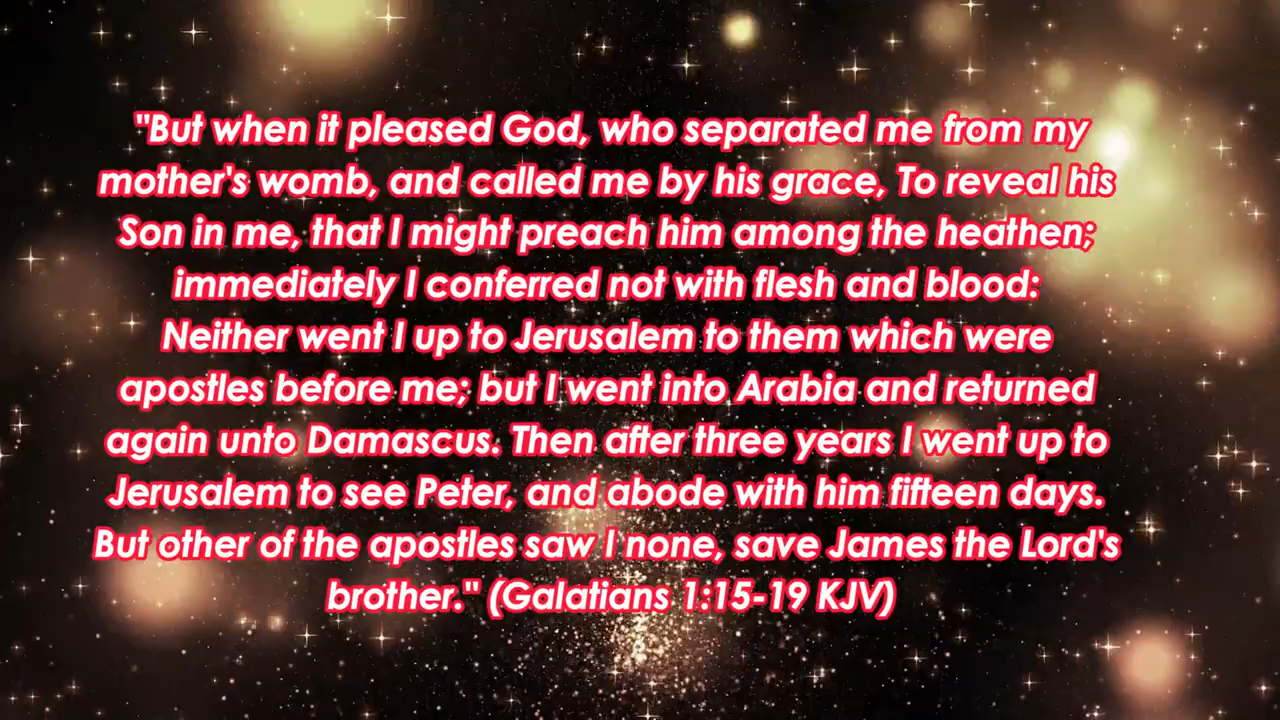 "But when it pleased God, who separated me from my
mother's womb, and called me by his grace, To reveal his
Son in me, that I might preach him among the heathen;
immediately I conferred not with flesh and blood:
Neither went I up to Jerusalem to them which were
apostles before me; but I went into Arabia and returned
again unto Damascus. Then after three years I went up to
Jerusalem to see Peter, and abode with him fifteen days.
But other of the apostles saw I none, save James the Lord's
brother." (Galatians 1:15-19 KJV)